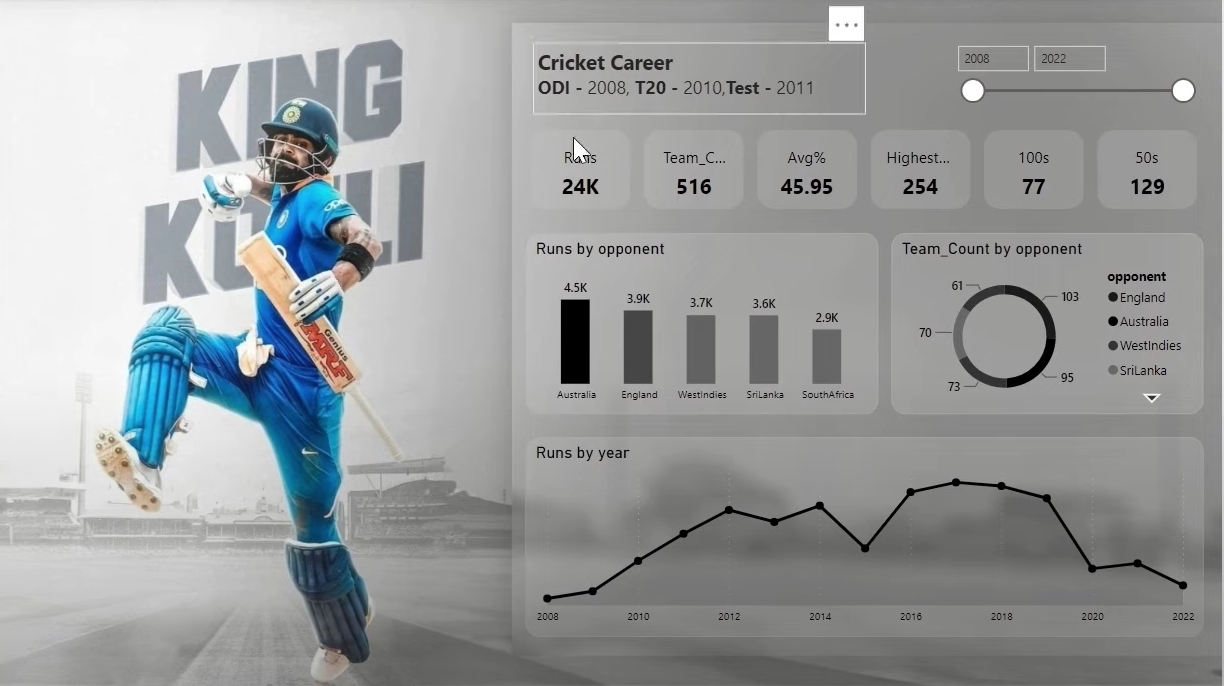 KING
KOHLI
Genius
MRF
Cricket Career
ODI - 2008, T20 - 2010,Test - 2011
2008
2022
Runs
24K
Team_C...
516
Avg%
45.95
Highest...
254
100s
77
50s
129
Runs by opponent
4.5K
3.9K
3.7K
3.6K
2.9K
Australia
England
WestIndies
SriLanka
SouthAfrica
Team_Count by opponent
61
103
70
73
95
opponent
England
Australia
WestIndies
SriLanka
Runs by year
2008
2010
2012
2014
2016
2018
2020
2022